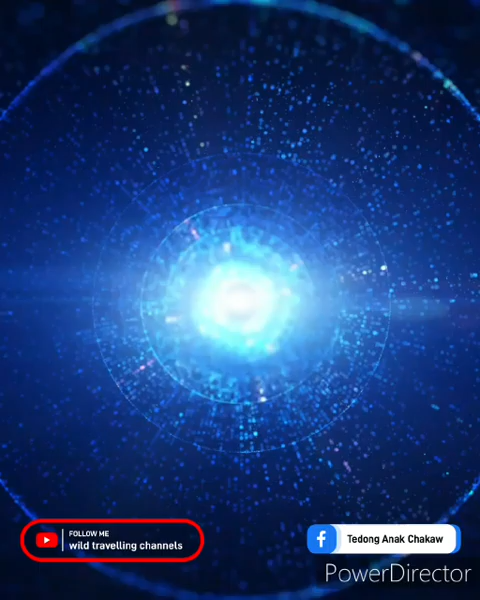 FOLLOW ME
wild travelling channels
Tedong Anak Chakaw
PowerDirector